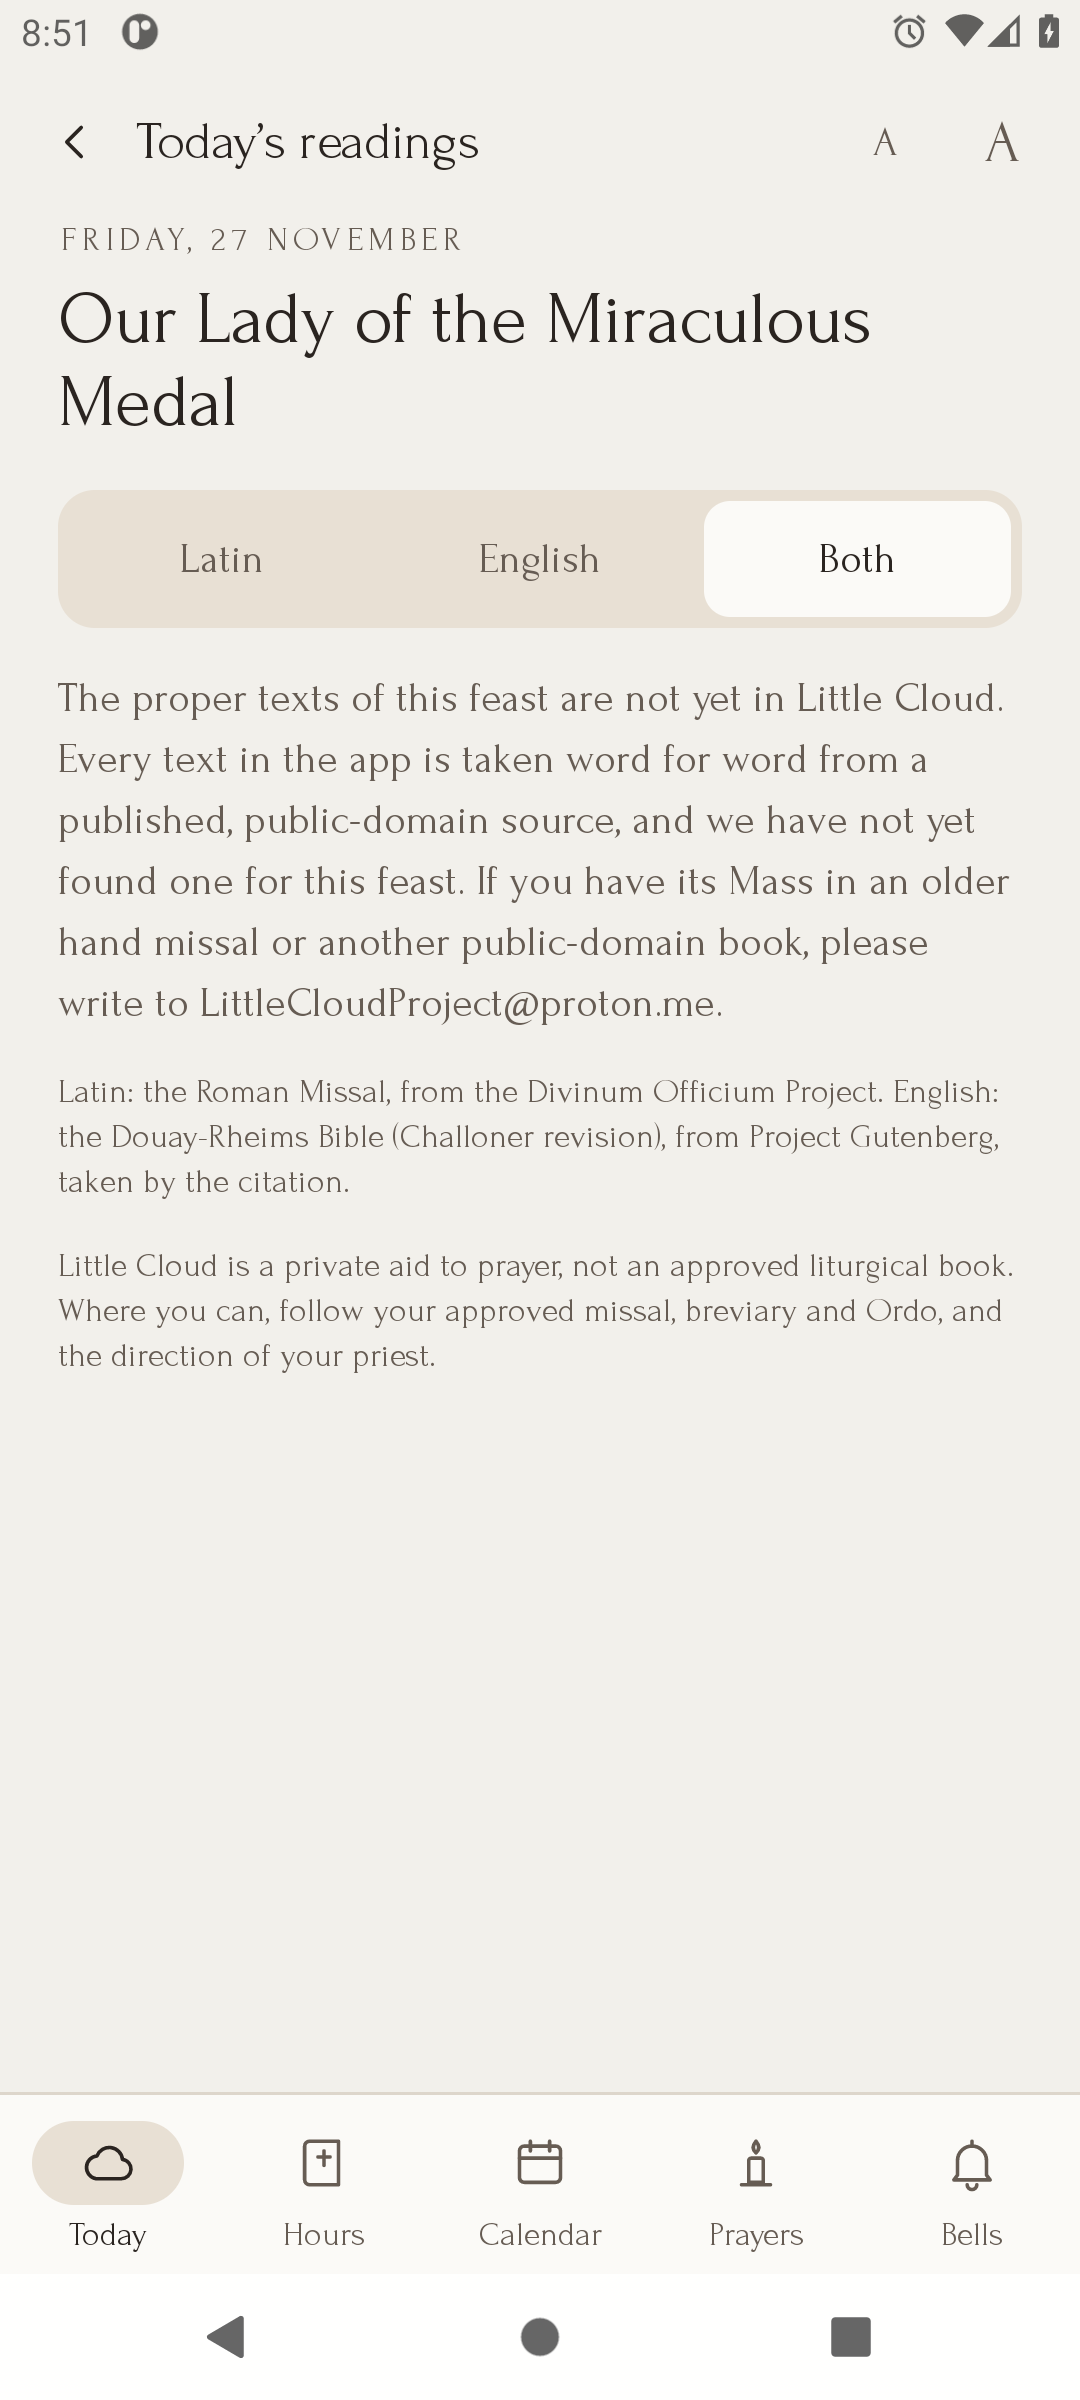 8:51
Today’s readings
A A
FRIDAY, 27 NOVEMBER
Our Lady of the Miraculous
Medal
Latin English Both
The proper texts of this feast are not yet in Little Cloud.
Every text in the app is taken word for word from a
published, public-domain source, and we have not yet
found one for this feast. If you have its Mass in an older
hand missal or another public-domain book, please
write to LittleCloudProject@proton.me.
Latin: the Roman Missal, from the Divinum Officium Project. English:
the Douay-Rheims Bible (Challoner revision), from Project Gutenberg,
taken by the citation.
Little Cloud is a private aid to prayer, not an approved liturgical book.
Where you can, follow your approved missal, breviary and Ordo, and
the direction of your priest.
Today Hours Calendar Prayers Bells